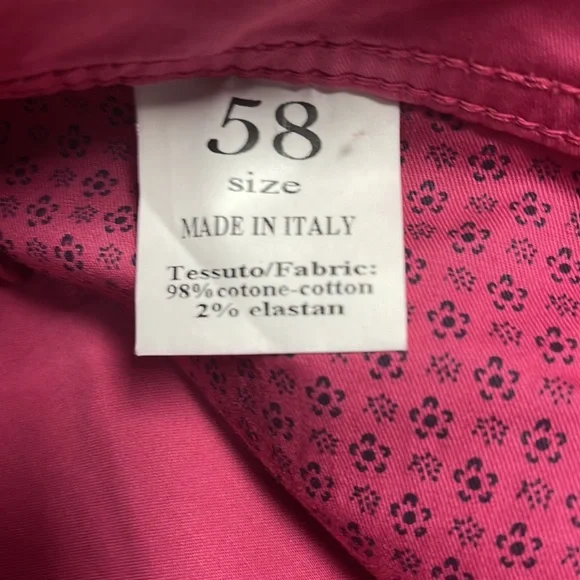 58
size
MADE IN ITALY
Tessuto/Fabric:
98% cotone-cotton
2% elastan